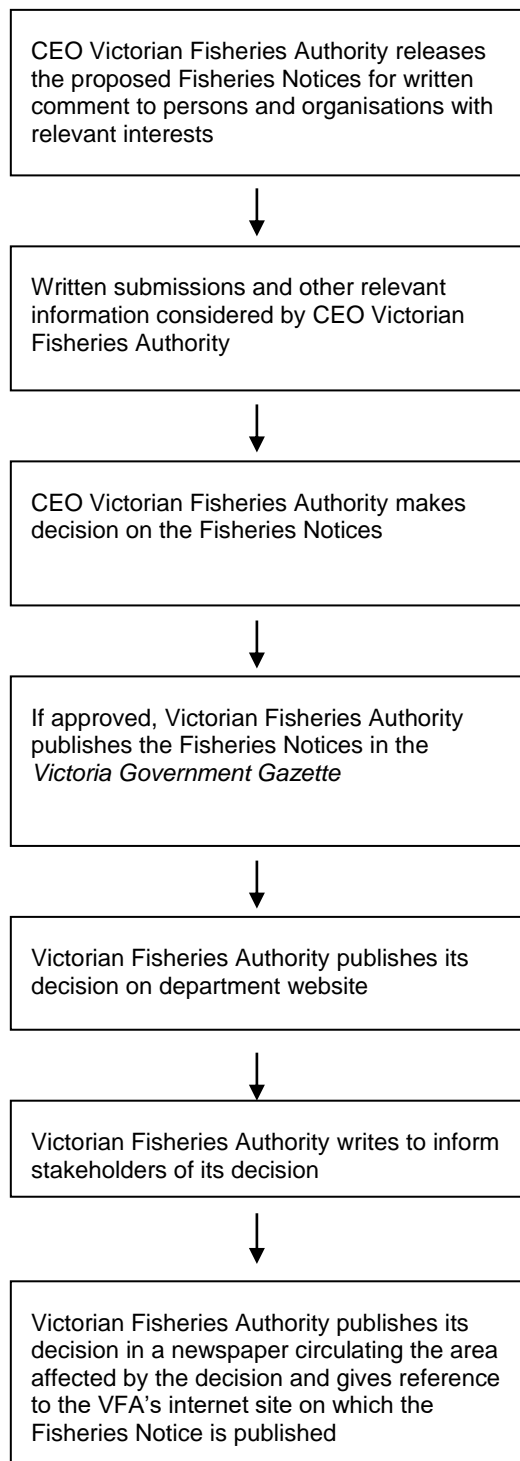 CEO Victorian Fisheries Authority releases
the proposed Fisheries Notices for written
comment to persons and organisations with
relevant interests
Written submissions and other relevant
information considered by CEO Victorian
Fisheries Authority
CEO Victorian Fisheries Authority makes
decision on the Fisheries Notices
If approved, Victorian Fisheries Authority
publishes the Fisheries Notices in the
Victoria Government Gazette
Victorian Fisheries Authority publishes its
decision on department website
Victorian Fisheries Authority writes to inform
stakeholders of its decision
Victorian Fisheries Authority publishes its
decision in a newspaper circulating the area
affected by the decision and gives reference
to the VFA's internet site on which the
Fisheries Notice is published